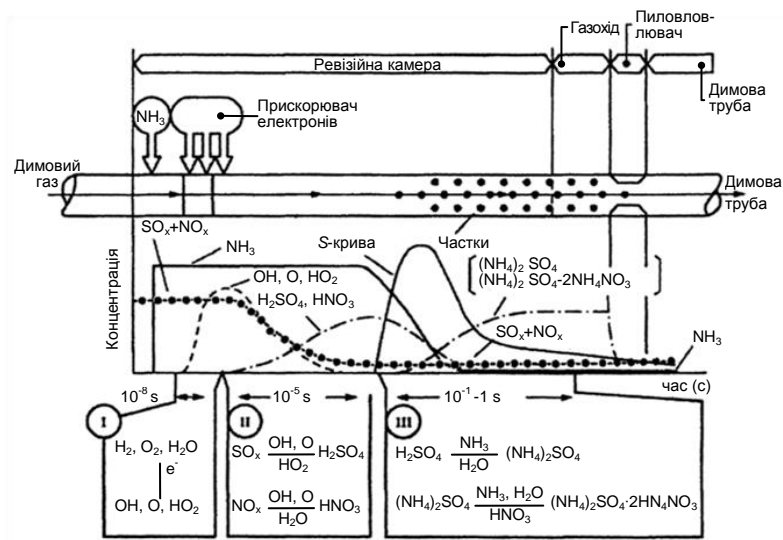 Ревізійна камера
Газохід
Пиловлов-
лювач
Димова
труба
NH₃
Прискорювач
електронів
Димовий
газ
Димова
труба
Частки
Концентрація
SOₓ+NOₓ
NH₃
OH, O, HO₂
H₂SO₄, HNO₃
S-крива
(NH₄)₂ SO₄
(NH₄)₂ SO₄-2NH₄NO₃
SOₓ+NOₓ
NH₃
час (с)
10⁻⁸ s
10⁻⁵ s
10⁻¹ -1 s
I
H₂, O₂, H₂O
e⁻
OH, O, HO₂
II
SOₓ OH, O / HO₂ H₂SO₄
NOₓ OH, O / H₂O HNO₃
III
H₂SO₄ NH₃ / H₂O (NH₄)₂SO₄
(NH₄)₂SO₄ NH₃, H₂O / HNO₃ (NH₄)₂SO₄·2HN₄NO₃